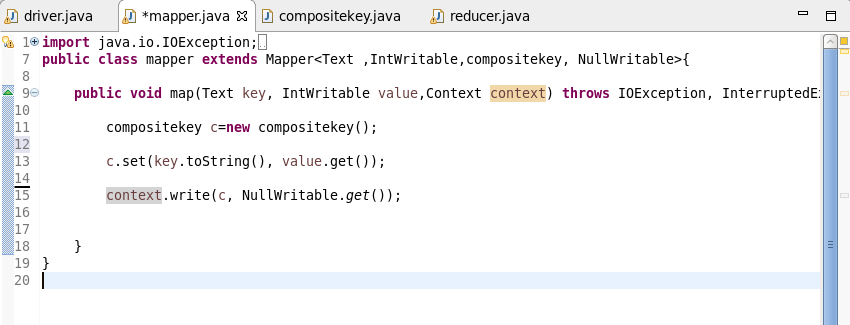 driver.java *mapper.java compositekey.java reducer.java
1 import java.io.IOException;
7 public class mapper extends Mapper<Text ,IntWritable,compositekey, NullWritable>{
8
9 public void map(Text key, IntWritable value,Context context) throws IOException, InterruptedEx
10
11 compositekey c=new compositekey();
12
13 c.set(key.toString(), value.get());
14
15 context.write(c, NullWritable.get());
16
17
18 }
19 }
20